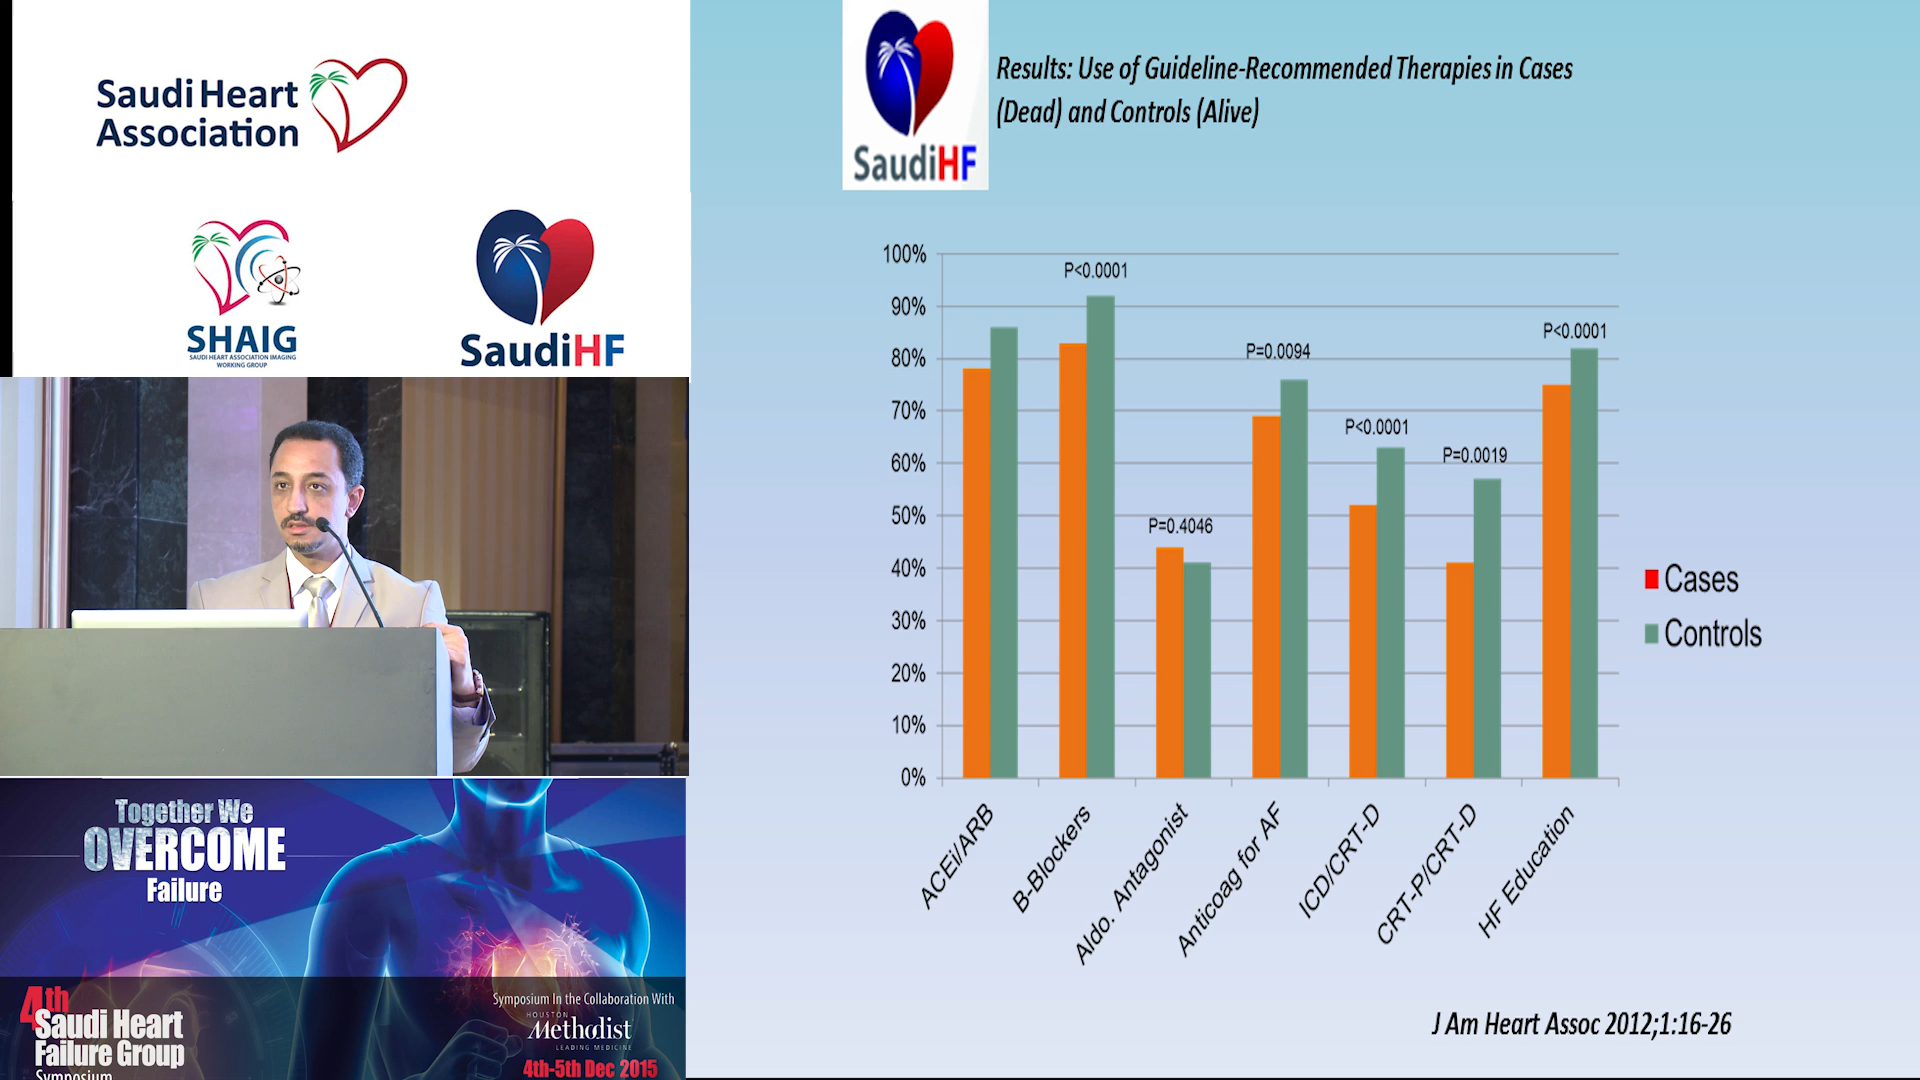 Saudi Heart
Association
SHAIG
SAUDI HEART ASSOCIATION IMAGING
WORKING GROUP
SaudiHF
Together We
OVERCOME
Failure
4th
Saudi Heart
Failure Group
Symposium
Symposium In the Collaboration With
HOUSTON
Methodist
LEADING MEDICINE
4th-5th Dec 2015
SaudiHF
Results: Use of Guideline-Recommended Therapies in Cases
(Dead) and Controls (Alive)
100%
90%
80%
70%
60%
50%
40%
30%
20%
10%
0%
P<0.0001
P=0.4046
P=0.0094
P<0.0001
P=0.0019
P<0.0001
ACEi/ARB
B-Blockers
Aldo. Antagonist
Anticoag for AF
ICD/CRT-D
CRT-P/CRT-D
HF Education
Cases
Controls
J Am Heart Assoc 2012;1:16-26